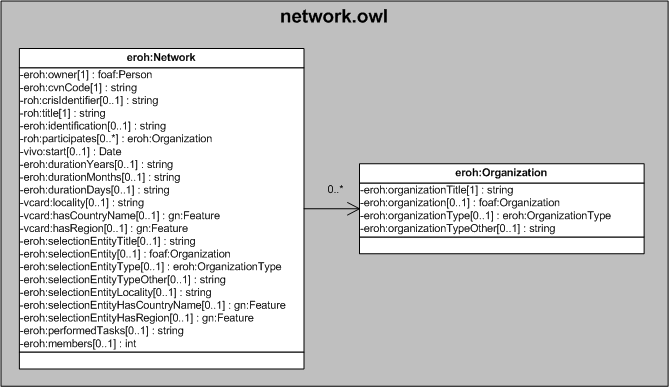 network.owl
eroh:Network
-eroh:owner[1] : foaf:Person
-eroh:cvnCode[1] : string
-roh:crisIdentifier[0..1] : string
-roh:title[1] : string
-eroh:identification[0..1] : string
-roh:participates[0..*] : eroh:Organization
-vivo:start[0..1] : Date
-eroh:durationYears[0..1] : string
-eroh:durationMonths[0..1] : string
-eroh:durationDays[0..1] : string
-vcard:locality[0..1] : string
-vcard:hasCountryName[0..1] : gn:Feature
-vcard:hasRegion[0..1] : gn:Feature
-eroh:selectionEntityTitle[0..1] : string
-eroh:selectionEntity[0..1] : foaf:Organization
-eroh:selectionEntityType[0..1] : eroh:OrganizationType
-eroh:selectionEntityTypeOther[0..1] : string
-eroh:selectionEntityLocality[0..1] : string
-eroh:selectionEntityHasCountryName[0..1] : gn:Feature
-eroh:selectionEntityHasRegion[0..1] : gn:Feature
-eroh:performedTasks[0..1] : string
-eroh:members[0..1] : int
0..*
eroh:Organization
-eroh:organizationTitle[1] : string
-eroh:organization[0..1] : foaf:Organization
-eroh:organizationType[0..1] : eroh:OrganizationType
-eroh:organizationTypeOther[0..1] : string